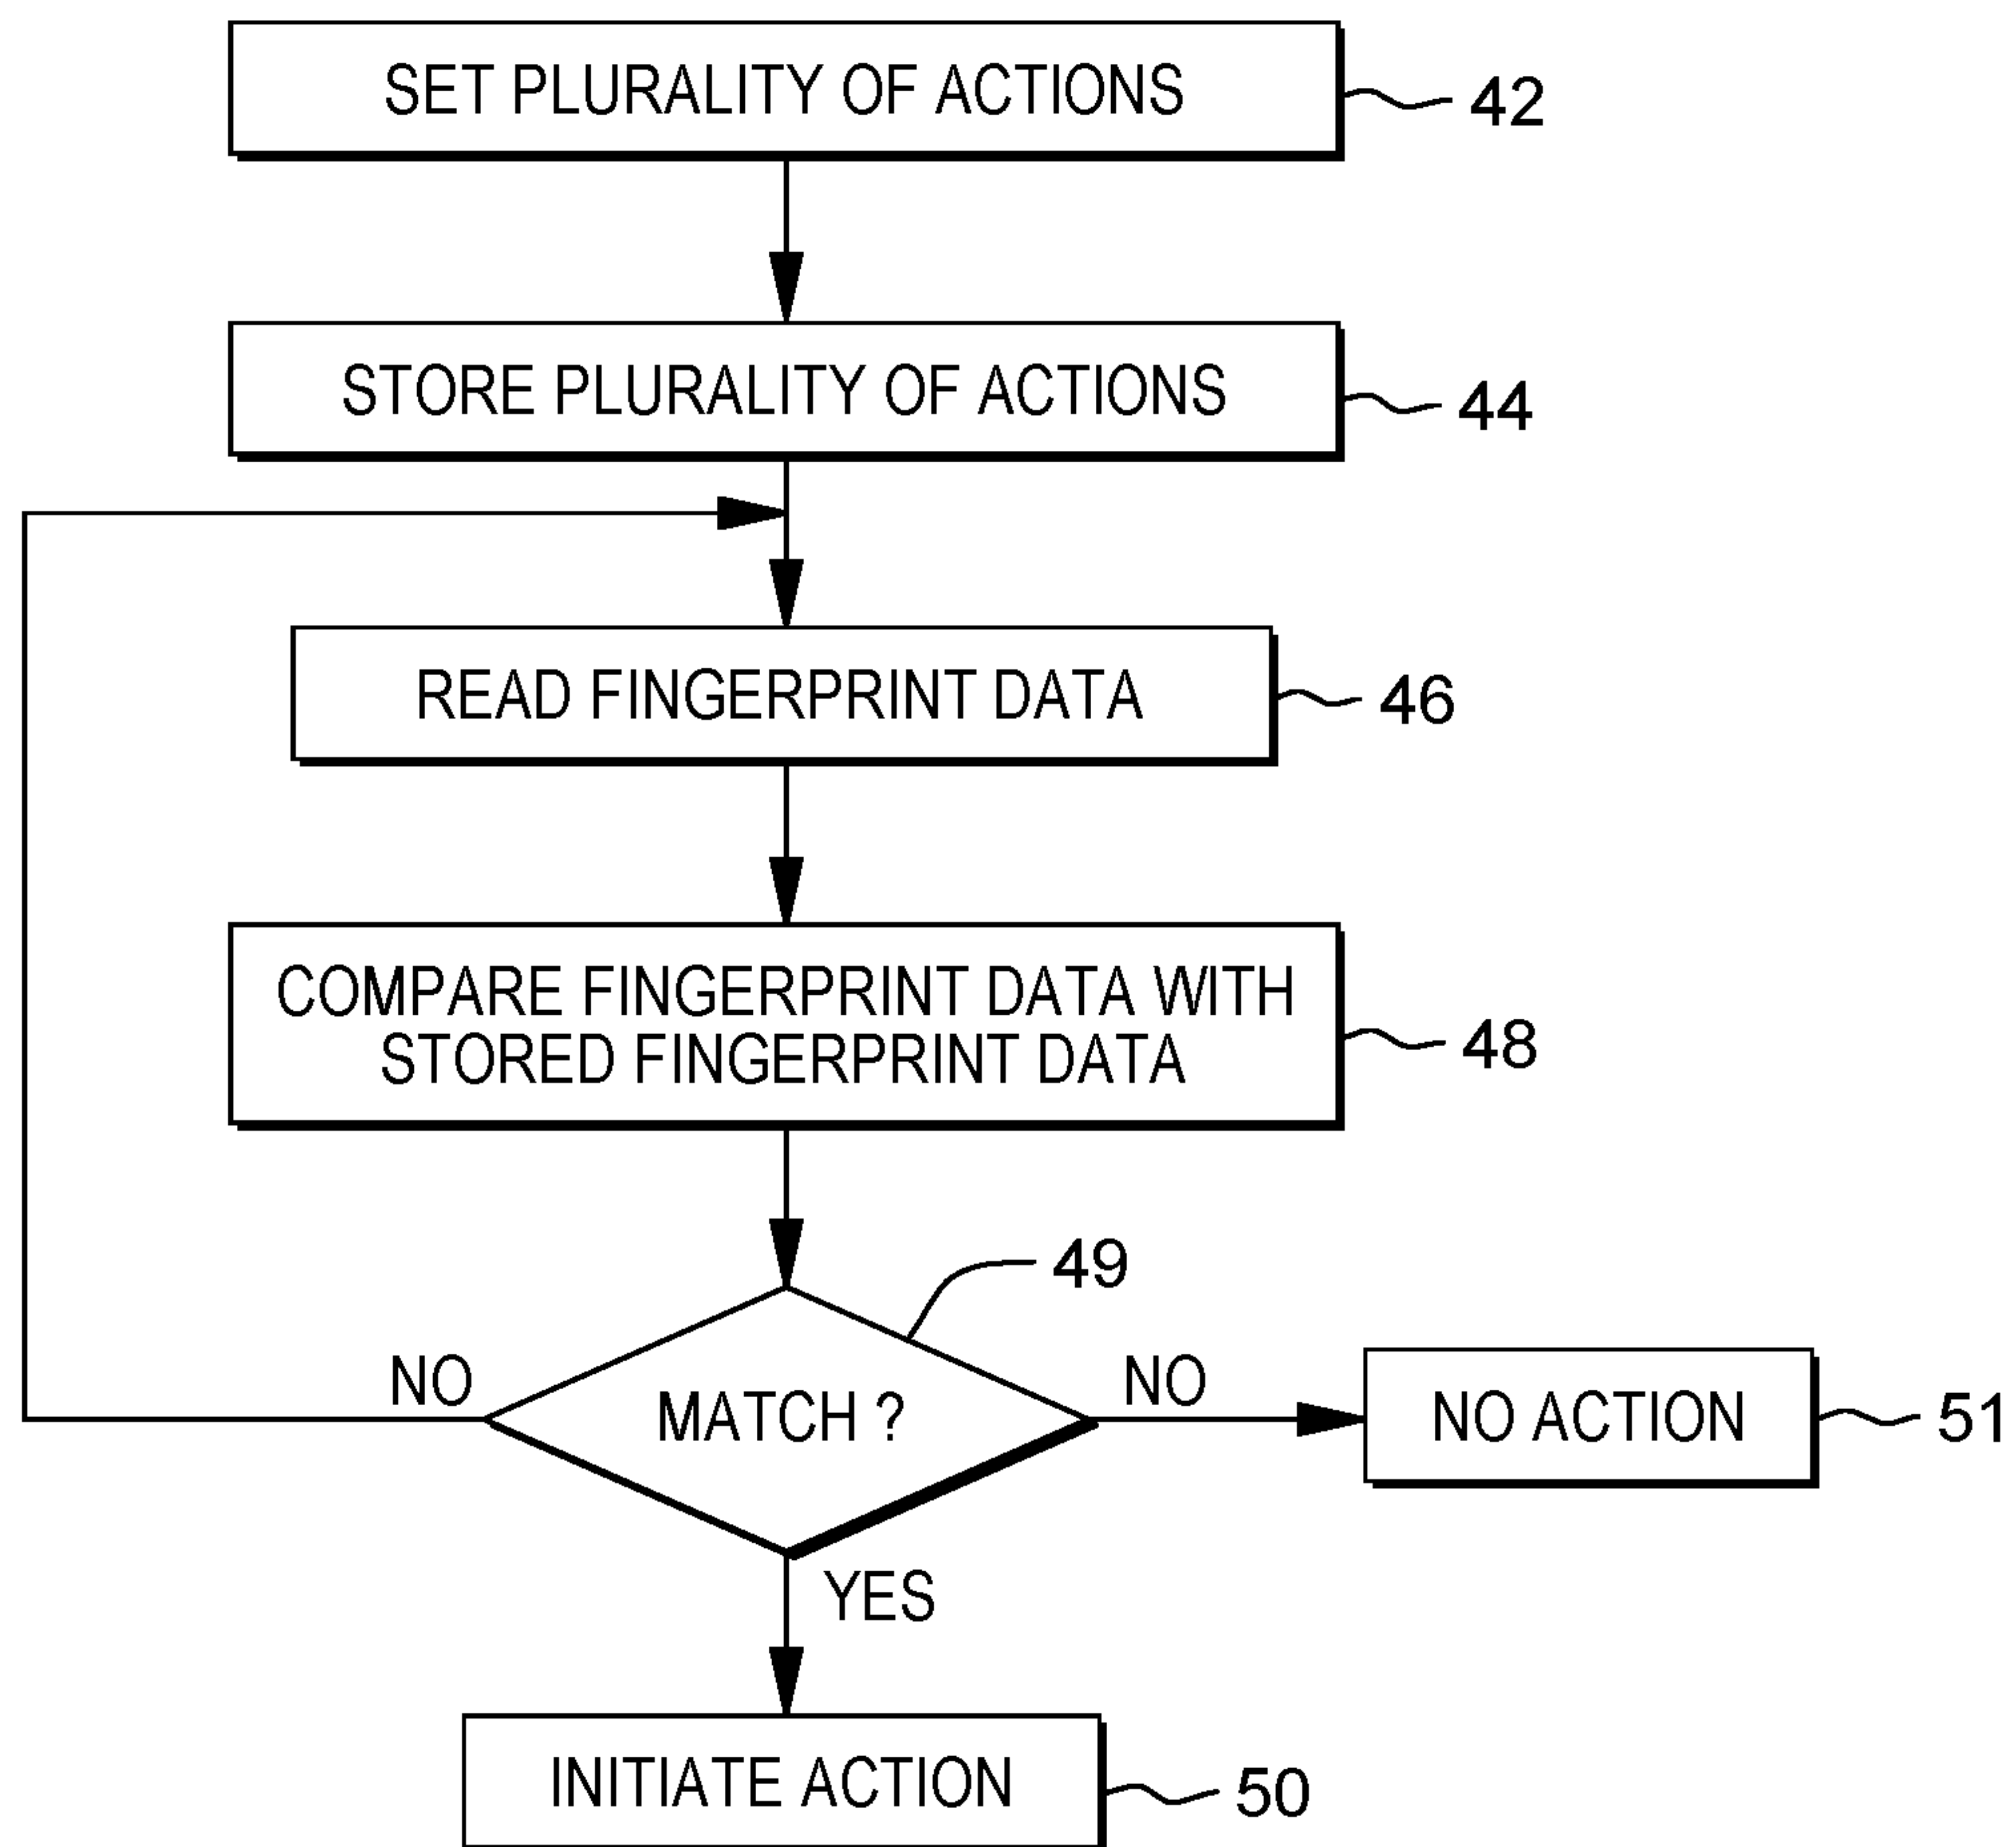 SET PLURALITY OF ACTIONS
42
STORE PLURALITY OF ACTIONS
44
READ FINGERPRINT DATA
46
COMPARE FINGERPRINT DATA WITH
STORED FINGERPRINT DATA
48
49
NO
MATCH ?
NO
NO ACTION
51
YES
INITIATE ACTION
50